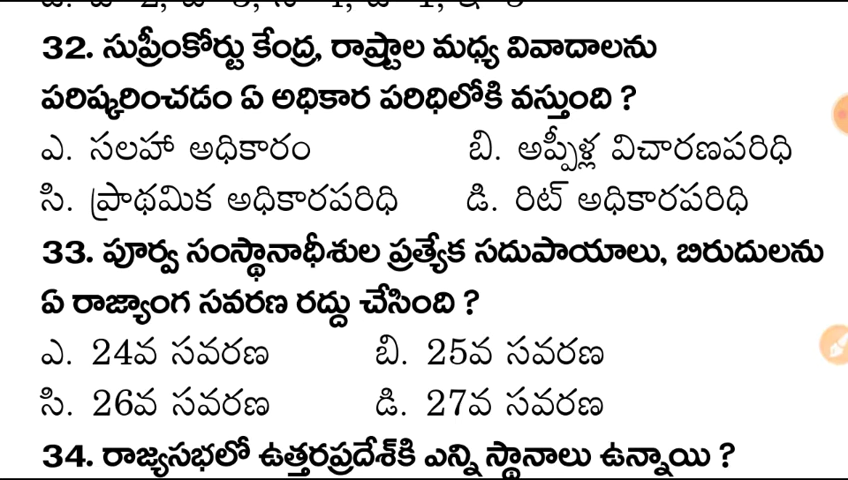 32. సుప్రీంకోర్టు కేంద్ర, రాష్ట్రాల మధ్య వివాదాలను
పరిష్కరించడం ఏ అధికార పరిధిలోకి వస్తుంది ?
ఎ. సలహా అధికారం బి. అప్పీళ్ల విచారణపరిధి
సి. ప్రాథమిక అధికారపరిధి డి. రిట్ అధికారపరిధి
33. పూర్వ సంస్థానాధీశుల ప్రత్యేక సదుపాయాలు, బిరుదులను
ఏ రాజ్యాంగ సవరణ రద్దు చేసింది ?
ఎ. 24వ సవరణ బి. 25వ సవరణ
సి. 26వ సవరణ డి. 27వ సవరణ
34. రాజ్యసభలో ఉత్తరప్రదేశ్‌కి ఎన్ని స్థానాలు ఉన్నాయి ?